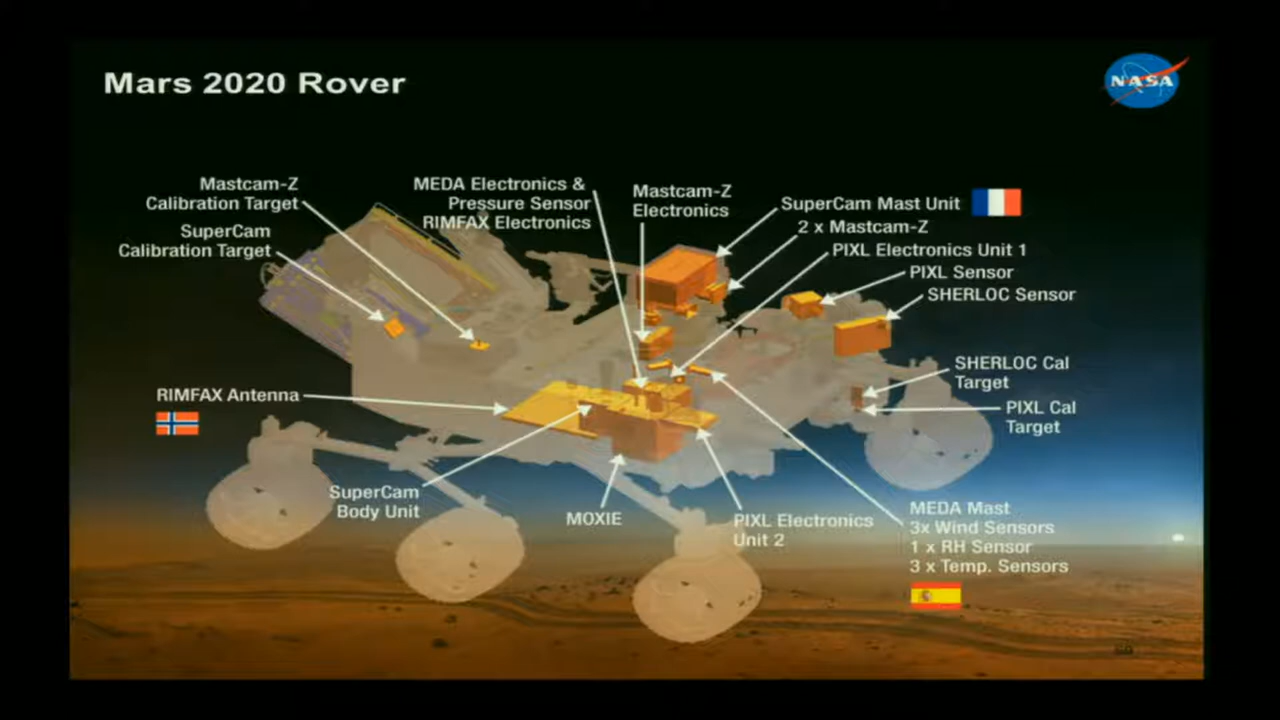 Mars 2020 Rover
NASA
Mastcam-Z
Calibration Target
SuperCam
Calibration Target
MEDA Electronics &
Pressure Sensor
RIMFAX Electronics
Mastcam-Z
Electronics
SuperCam Mast Unit
2 x Mastcam-Z
PIXL Electronics Unit 1
PIXL Sensor
SHERLOC Sensor
SHERLOC Cal
Target
PIXL Cal
Target
RIMFAX Antenna
SuperCam
Body Unit
MOXIE
PIXL Electronics
Unit 2
MEDA Mast
3x Wind Sensors
1 x RH Sensor
3 x Temp. Sensors